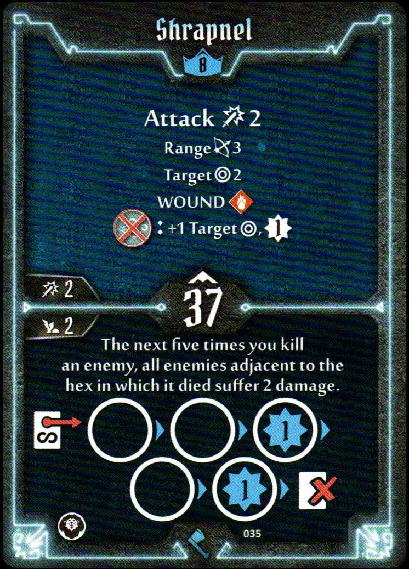 Shrapnel
8
Attack 2
Range 3
Target 2
WOUND
: +1 Target , 1
2
37
2
The next five times you kill
an enemy, all enemies adjacent to the
hex in which it died suffer 2 damage.
1
1
035